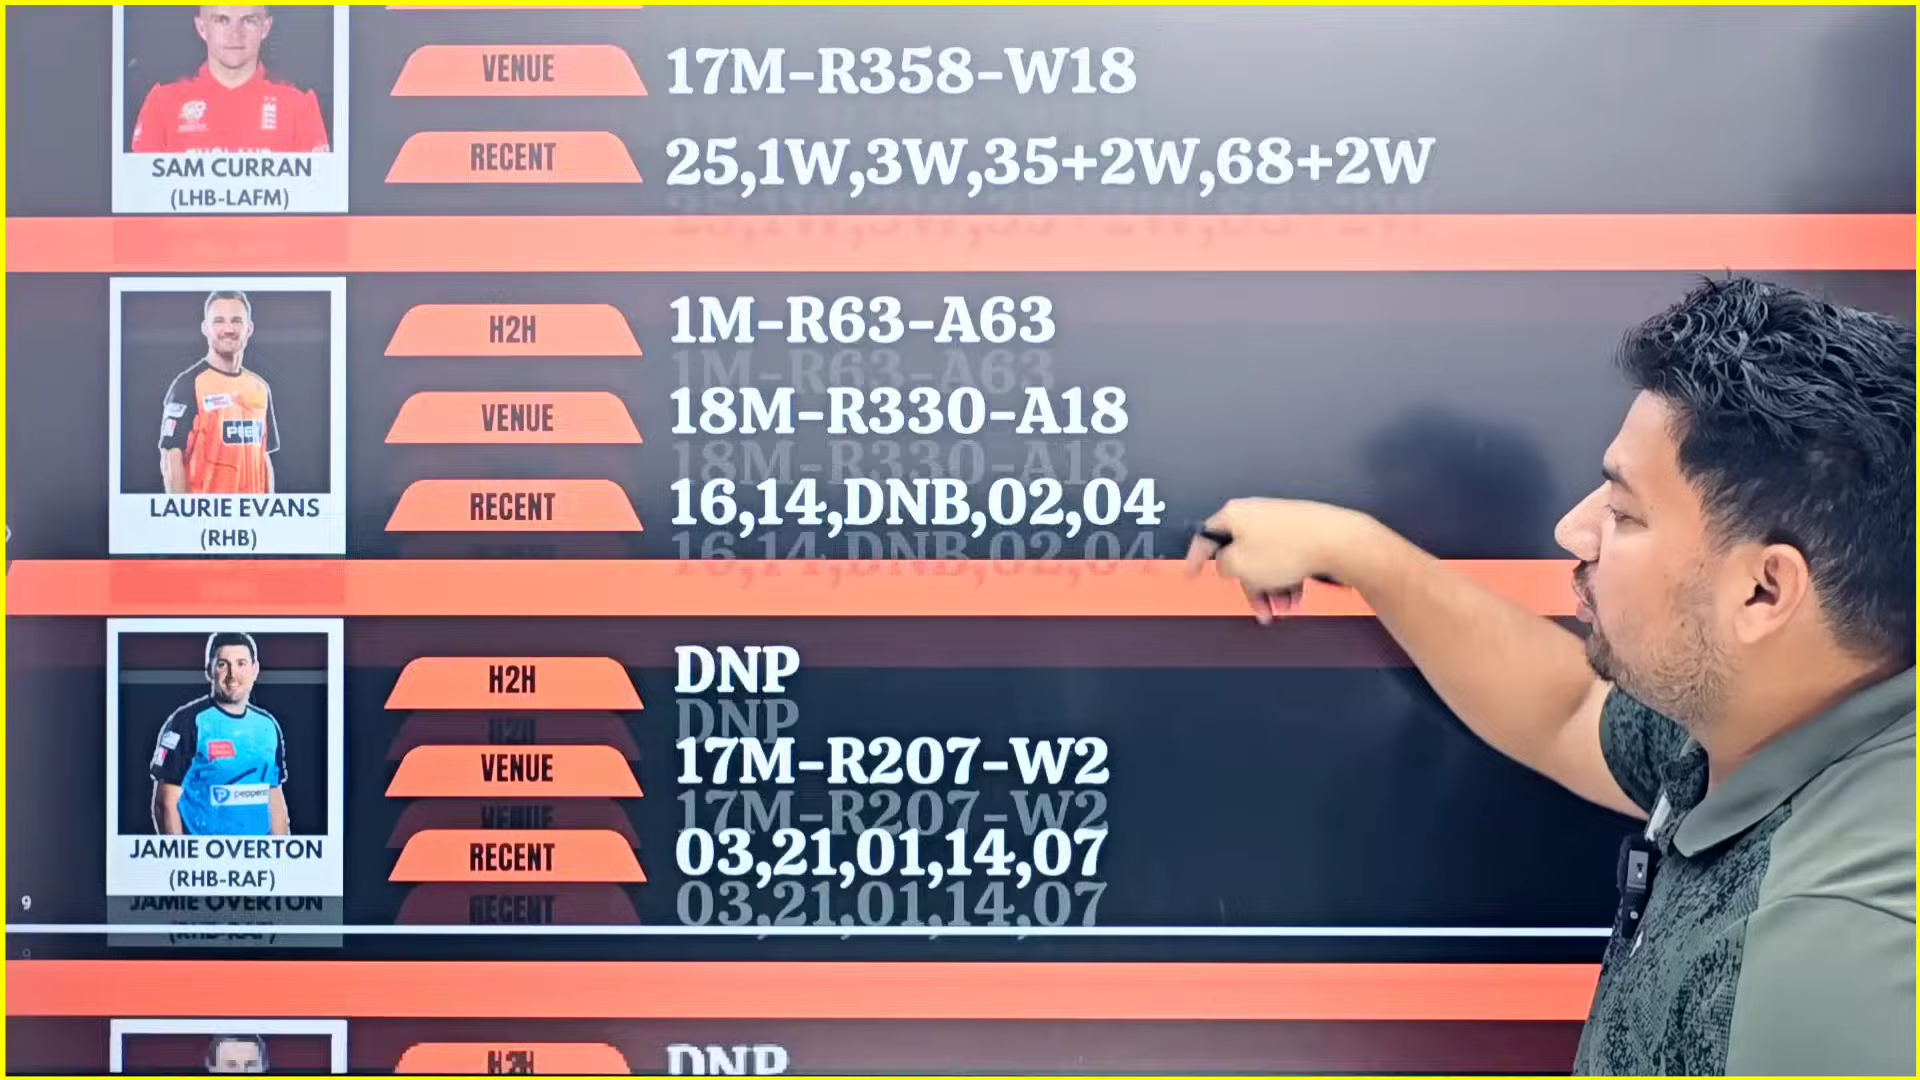 VENUE 17M-R358-W18
RECENT 25,1W,3W,35+2W,68+2W
SAM CURRAN
(LHB-LAFM)
H2H 1M-R63-A63
VENUE 18M-R330-A18
RECENT 16,14,DNB,02,04
LAURIE EVANS
(RHB)
H2H DNP
VENUE 17M-R207-W2
RECENT 03,21,01,14,07
JAMIE OVERTON
(RHB-RAF)
9
H2H DNP